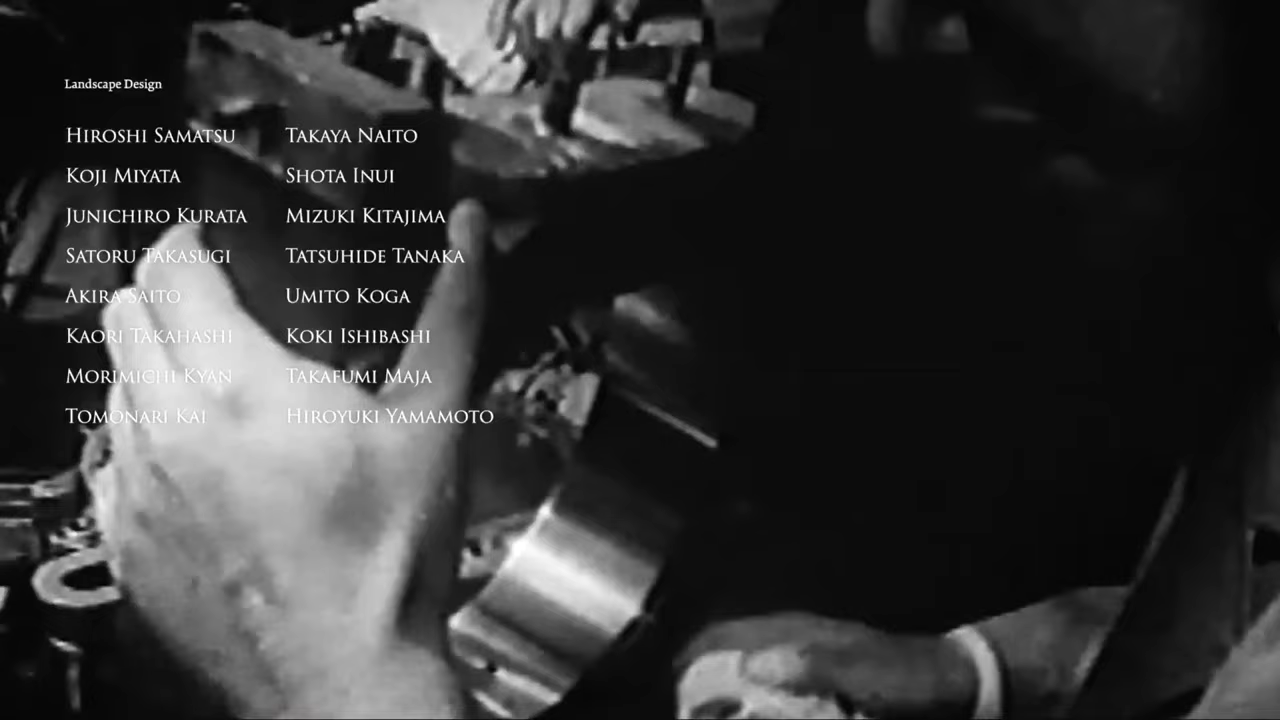 Landscape Design
HIROSHI SAMATSU
KOJI MIYATA
JUNICHIRO KURATA
SATORU TAKASUGI
AKIRA SAITO
KAORI TAKAHASHI
MORIMICHI KYAN
TOMONARI KAI
TAKAYA NAITO
SHOTA INUI
MIZUKI KITAJIMA
TATSUHIDE TANAKA
UMITO KOGA
KOKI ISHIBASHI
TAKAFUMI MAJA
HIROYUKI YAMAMOTO